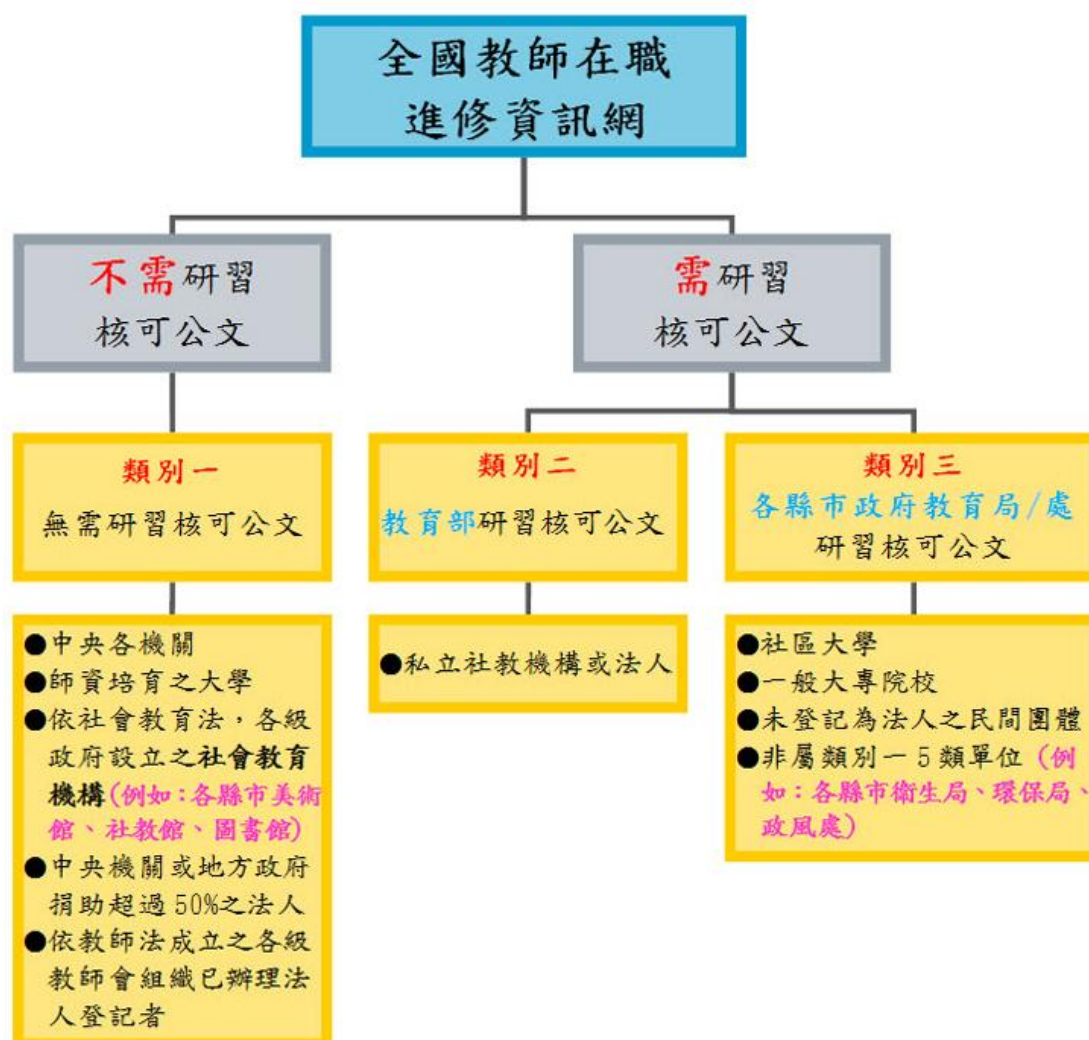 全國教師在職
進修資訊網
不需研習
核可公文
需研習
核可公文
類別一
無需研習核可公文
類別二
教育部研習核可公文
類別三
各縣市政府教育局/處
研習核可公文
●中央各機關
●師資培育之大學
●依社會教育法，各級
政府設立之社會教育
機構(例如：各縣市美術
館、社教館、圖書館)
●中央機關或地方政府
捐助超過50%之法人
●依教師法成立之各級
教師會組織已辦理法
人登記者
●私立社教機構或法人
●社區大學
●一般大專院校
●未登記為法人之民間團體
●非屬類別一5類單位(例
如：各縣市衛生局、環保局、
政風處)